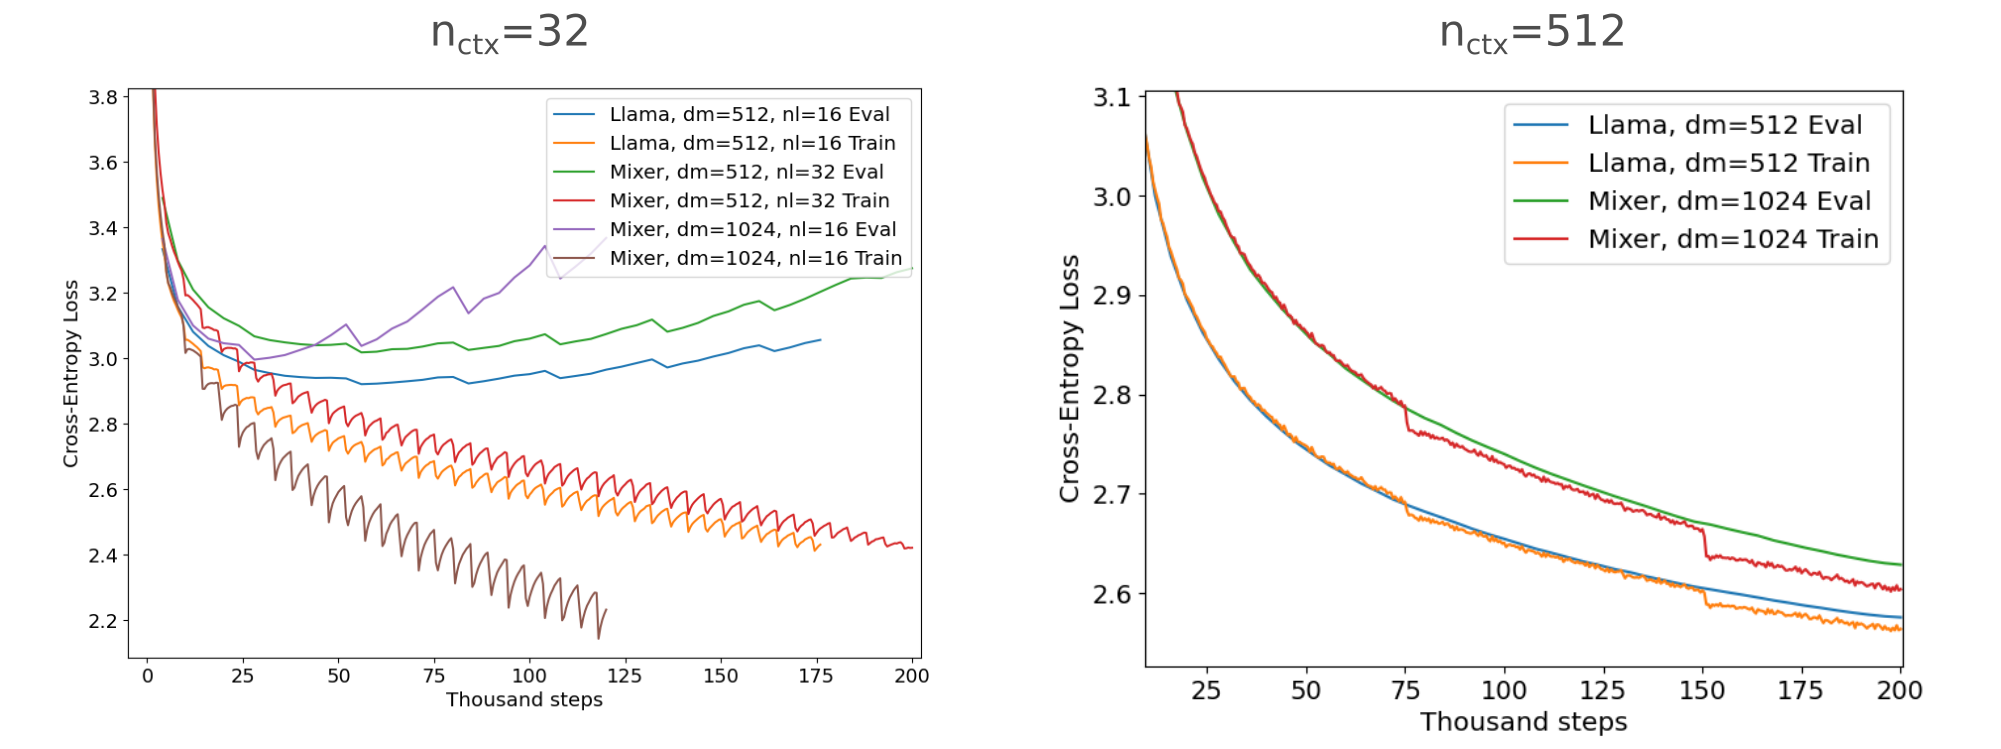 n_ctx=32
3.8
3.6
3.4
3.2
3.0
2.8
2.6
2.4
2.2
Cross-Entropy Loss
Llama, dm=512, nl=16 Eval
Llama, dm=512, nl=16 Train
Mixer, dm=512, nl=32 Eval
Mixer, dm=512, nl=32 Train
Mixer, dm=1024, nl=16 Eval
Mixer, dm=1024, nl=16 Train
0 25 50 75 100 125 150 175 200
Thousand steps
n_ctx=512
3.1
3.0
2.9
2.8
2.7
2.6
Cross-Entropy Loss
Llama, dm=512 Eval
Llama, dm=512 Train
Mixer, dm=1024 Eval
Mixer, dm=1024 Train
25 50 75 100 125 150 175 200
Thousand steps